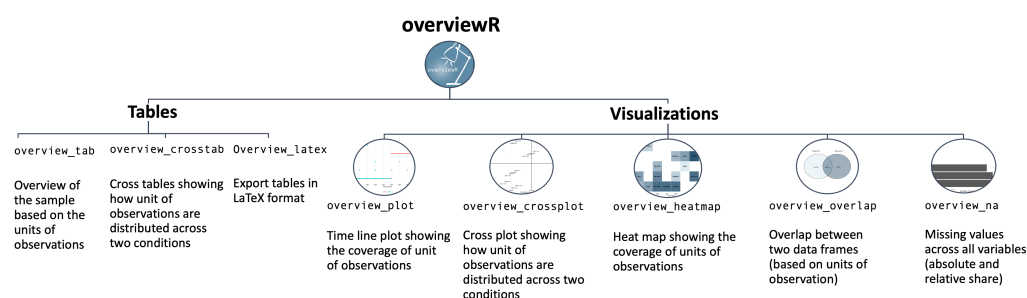 overviewR
overviewR
Tables
Visualizations
overview_tab
overview_crosstab
Overview_latex
Overview of
the sample
based on the
units of
observations
Cross tables showing
how unit of
observations are
distributed across
two conditions
Export tables in
LaTeX format
overview_plot
overview_crossplot
overview_heatmap
overview_overlap
overview_na
Time line plot showing
the coverage of unit
of observations
Cross plot showing
how unit of
observations are
distributed across two
conditions
Heat map showing the
coverage of units of
observations
Overlap between
two data frames
(based on units of
observation)
Missing values
across all variables
(absolute and
relative share)